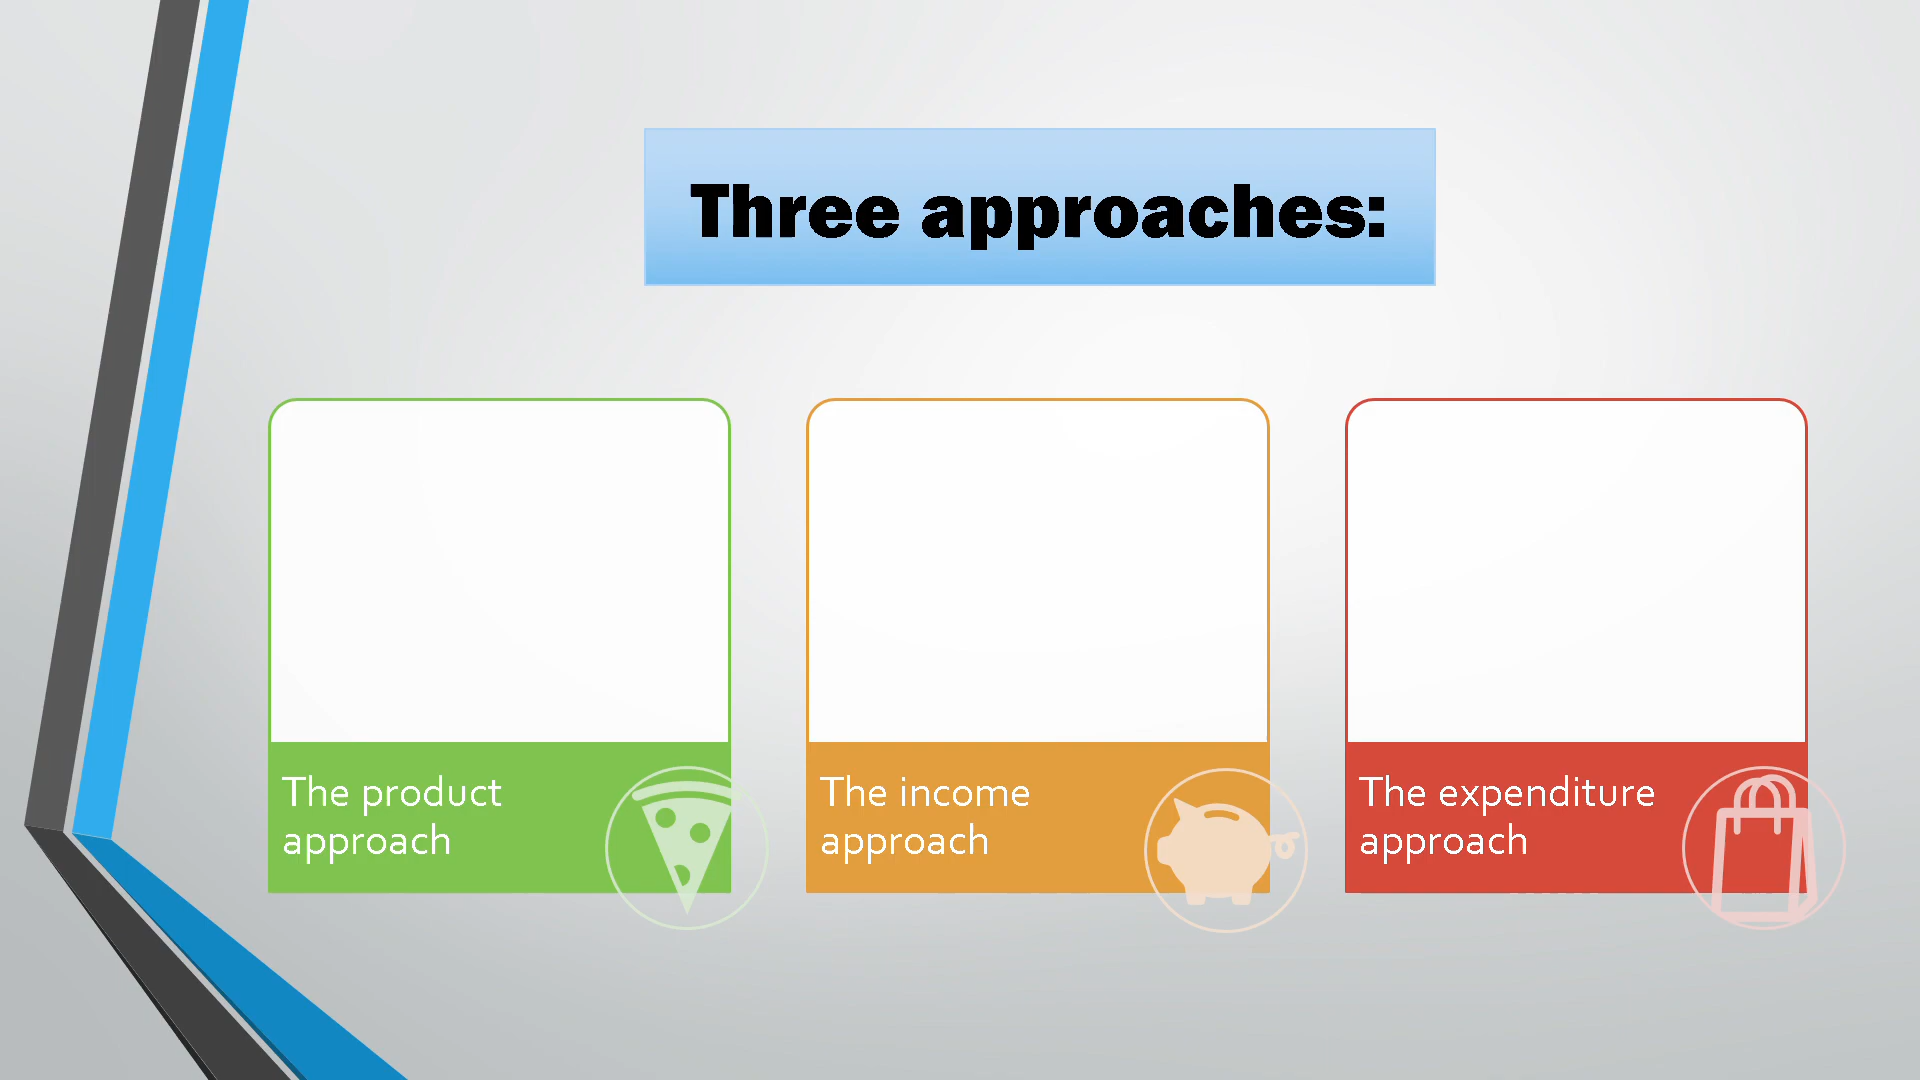 Three approaches:
The product
approach
The income
approach
The expenditure
approach